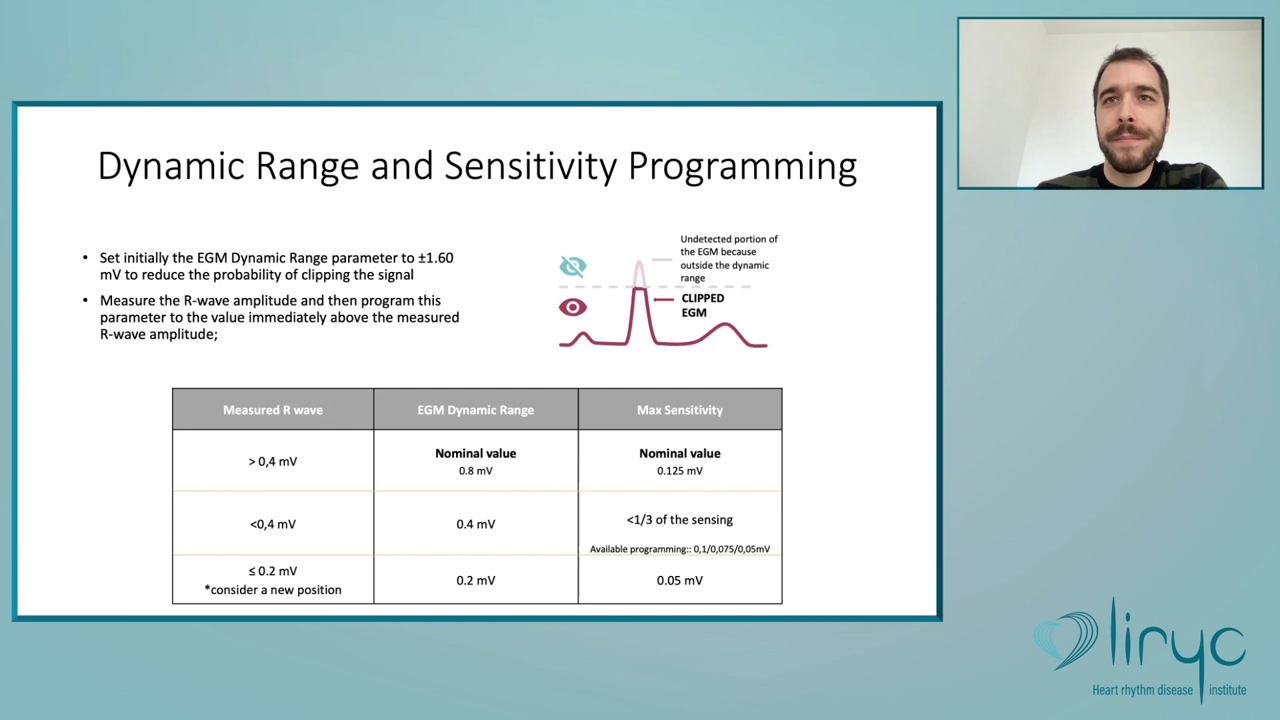 Dynamic Range and Sensitivity Programming
• Set initially the EGM Dynamic Range parameter to ±1.60
mV to reduce the probability of clipping the signal
• Measure the R-wave amplitude and then program this
parameter to the value immediately above the measured
R-wave amplitude;
Undetected portion of
the EGM because
outside the dynamic
range
CLIPPED
EGM
Measured R wave
EGM Dynamic Range
Max Sensitivity
> 0,4 mV
Nominal value
0.8 mV
Nominal value
0.125 mV
<0,4 mV
0.4 mV
<1/3 of the sensing
Available programming:: 0,1/0,075/0,05mV
≤ 0.2 mV
*consider a new position
0.2 mV
0.05 mV
liryc
Heart rhythm disease institute